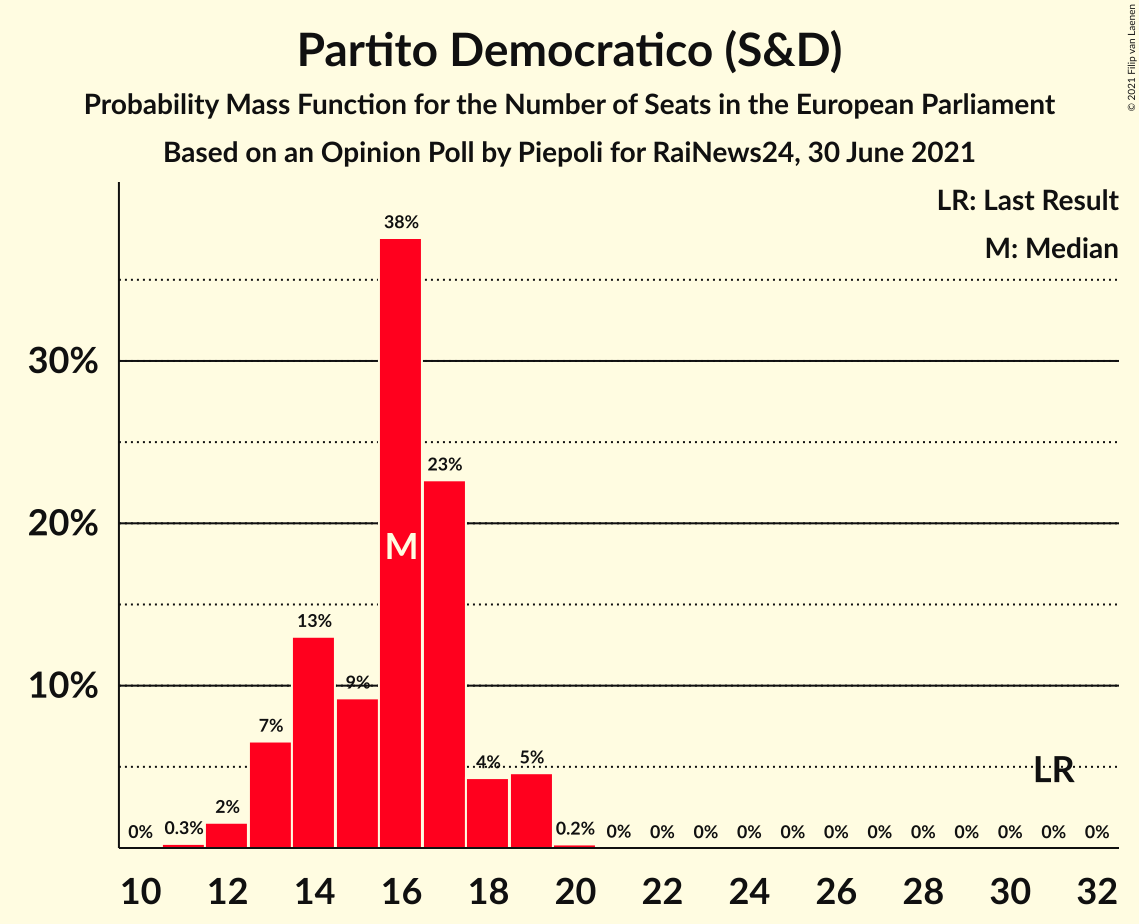 Partito Democratico (S&D)
Probability Mass Function for the Number of Seats in the European Parliament
Based on an Opinion Poll by Piepoli for RaiNews24, 30 June 2021
© 2021 Filip van Laenen
LR: Last Result
M: Median
38%
30%
23%
20%
M
13%
10%
9%
7%
4%
5%
LR
2%
0% 0.3% 0.2% 0% 0% 0% 0% 0% 0% 0% 0% 0% 0% 0% 0%
10 12 14 16 18 20 22 24 26 28 30 32